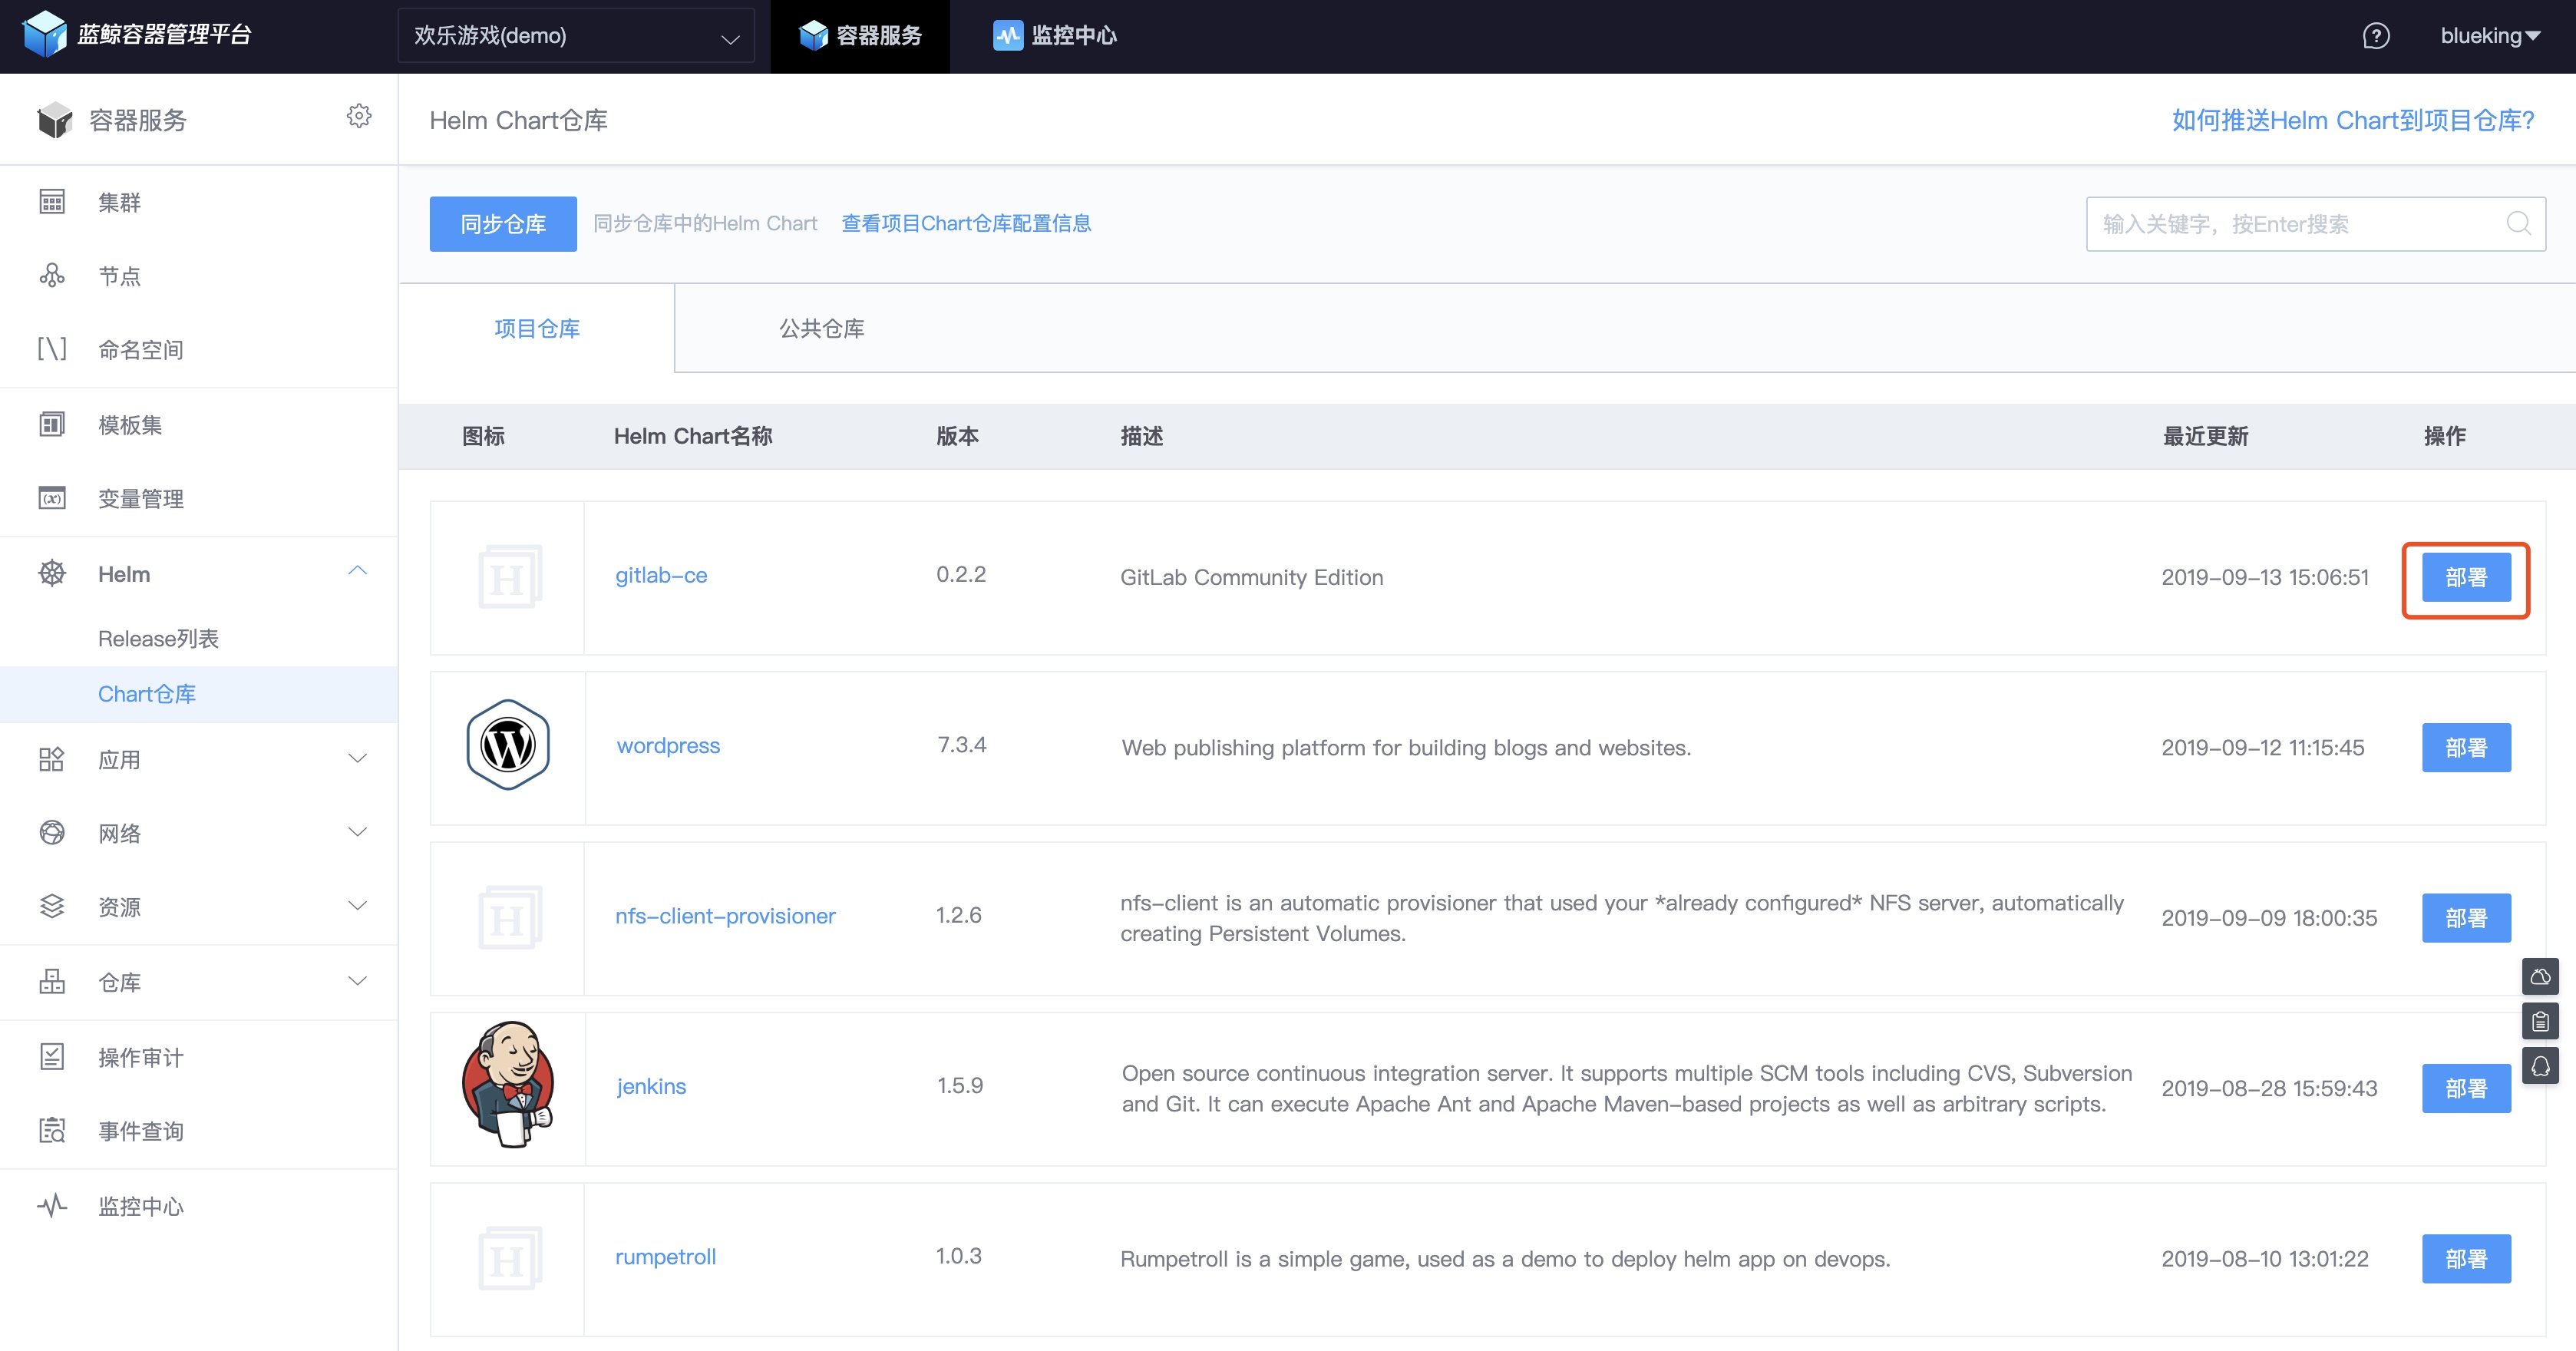 蓝鲸容器管理平台
欢乐游戏(demo)
容器服务
监控中心
blueking
容器服务
Helm Chart仓库
如何推送Helm Chart到项目仓库?
集群
节点
命名空间
模板集
变量管理
Helm
Release列表
Chart仓库
应用
网络
资源
仓库
操作审计
事件查询
监控中心
同步仓库
同步仓库中的Helm Chart
查看项目Chart仓库配置信息
输入关键字，按Enter搜索
项目仓库
公共仓库
图标 Helm Chart名称 版本 描述 最近更新 操作
gitlab-ce 0.2.2 GitLab Community Edition 2019-09-13 15:06:51 部署
wordpress 7.3.4 Web publishing platform for building blogs and websites. 2019-09-12 11:15:45 部署
nfs-client-provisioner 1.2.6 nfs-client is an automatic provisioner that used your *already configured* NFS server, automatically
creating Persistent Volumes. 2019-09-09 18:00:35 部署
jenkins 1.5.9 Open source continuous integration server. It supports multiple SCM tools including CVS, Subversion
and Git. It can execute Apache Ant and Apache Maven-based projects as well as arbitrary scripts. 2019-08-28 15:59:43 部署
rumpetroll 1.0.3 Rumpetroll is a simple game, used as a demo to deploy helm app on devops. 2019-08-10 13:01:22 部署